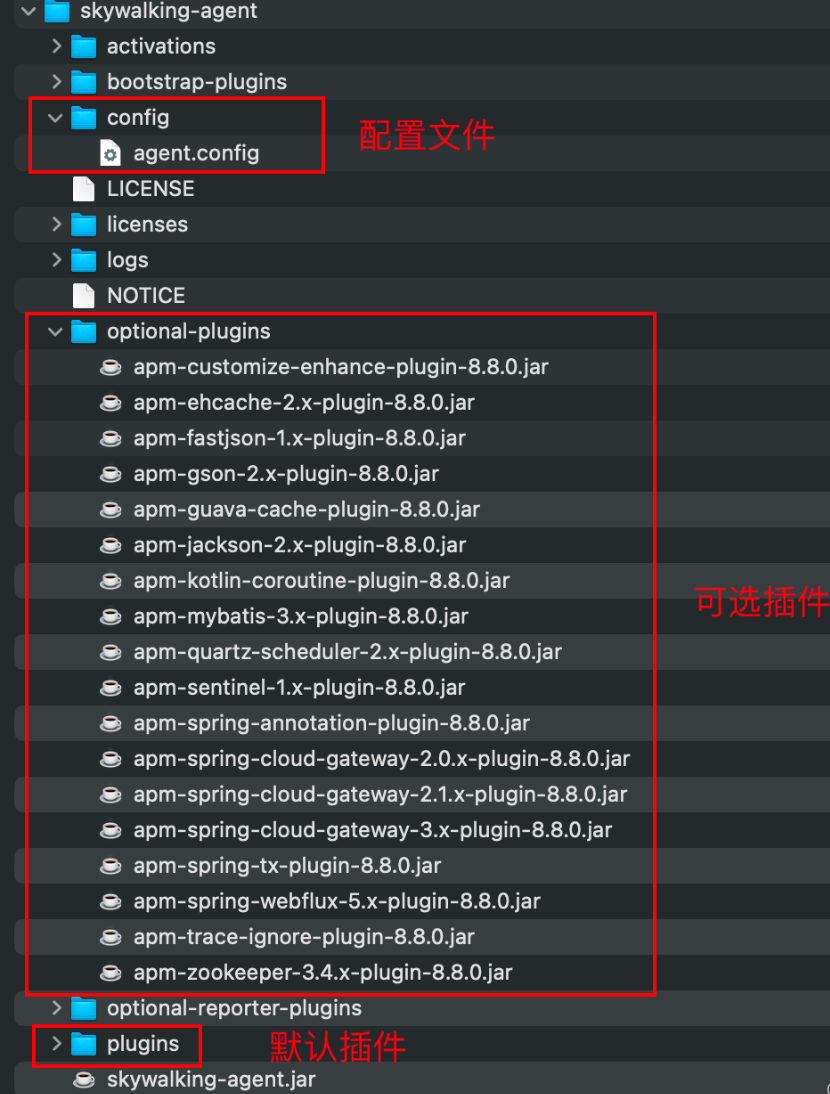 skywalking-agent
activations
bootstrap-plugins
config
配置文件
agent.config
LICENSE
licenses
logs
NOTICE
optional-plugins
apm-customize-enhance-plugin-8.8.0.jar
apm-ehcache-2.x-plugin-8.8.0.jar
apm-fastjson-1.x-plugin-8.8.0.jar
apm-gson-2.x-plugin-8.8.0.jar
apm-guava-cache-plugin-8.8.0.jar
apm-jackson-2.x-plugin-8.8.0.jar
apm-kotlin-coroutine-plugin-8.8.0.jar
可选插件
apm-mybatis-3.x-plugin-8.8.0.jar
apm-quartz-scheduler-2.x-plugin-8.8.0.jar
apm-sentinel-1.x-plugin-8.8.0.jar
apm-spring-annotation-plugin-8.8.0.jar
apm-spring-cloud-gateway-2.0.x-plugin-8.8.0.jar
apm-spring-cloud-gateway-2.1.x-plugin-8.8.0.jar
apm-spring-cloud-gateway-3.x-plugin-8.8.0.jar
apm-spring-tx-plugin-8.8.0.jar
apm-spring-webflux-5.x-plugin-8.8.0.jar
apm-trace-ignore-plugin-8.8.0.jar
apm-zookeeper-3.4.x-plugin-8.8.0.jar
optional-reporter-plugins
plugins
默认插件
skywalking-agent.jar